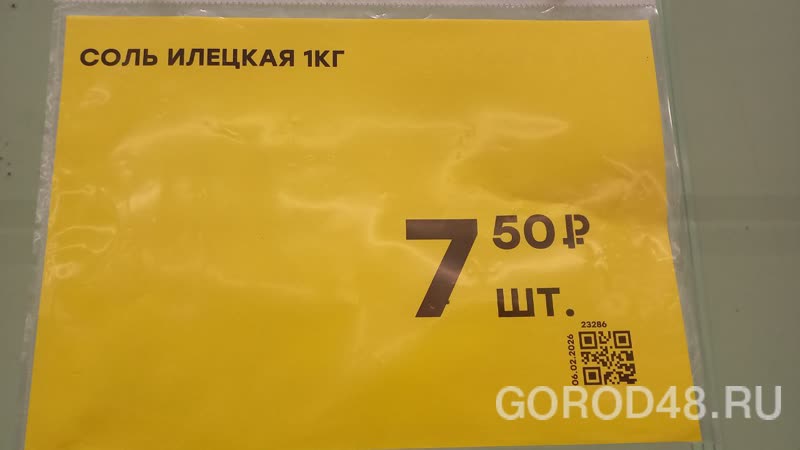 СОЛЬ ИЛЕЦКАЯ 1КГ
7 50 ₽
ШТ.
23286
06.02.2026
GOROD48.RU